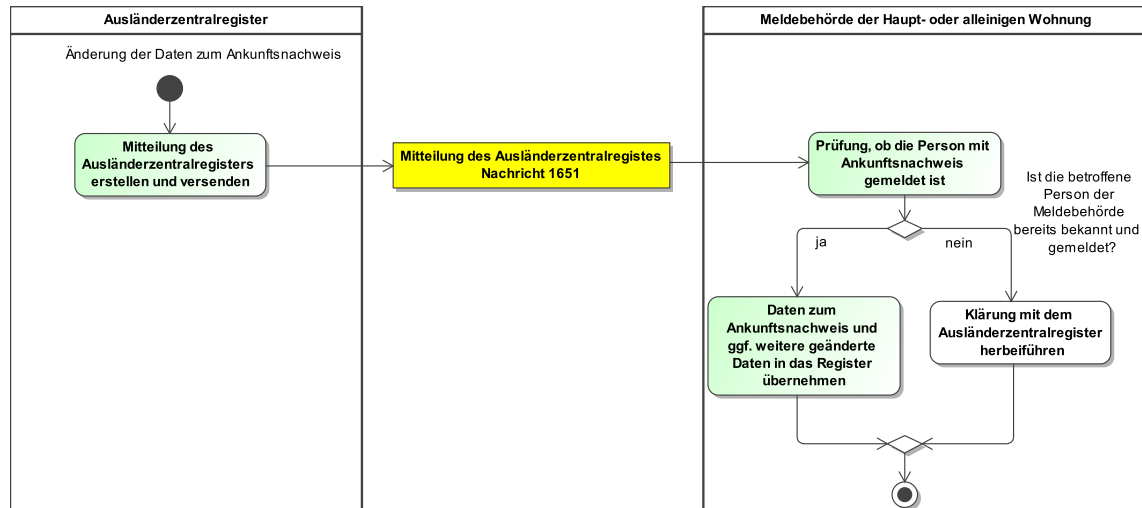 Ausländerzentralregister
Meldebehörde der Haupt- oder alleinigen Wohnung
Änderung der Daten zum Ankunftsnachweis
Mitteilung des
Ausländerzentralregisters
erstellen und versenden
Mitteilung des Ausländerzentralregistes
Nachricht 1651
Prüfung, ob die Person mit
Ankunftsnachweis
gemeldet ist
Ist die betroffene
Person der
Meldebehörde
bereits bekannt und
gemeldet?
ja
nein
Daten zum
Ankunftsnachweis und
ggf. weitere geänderte
Daten in das Register
übernehmen
Klärung mit dem
Ausländerzentralregister
herbeiführen